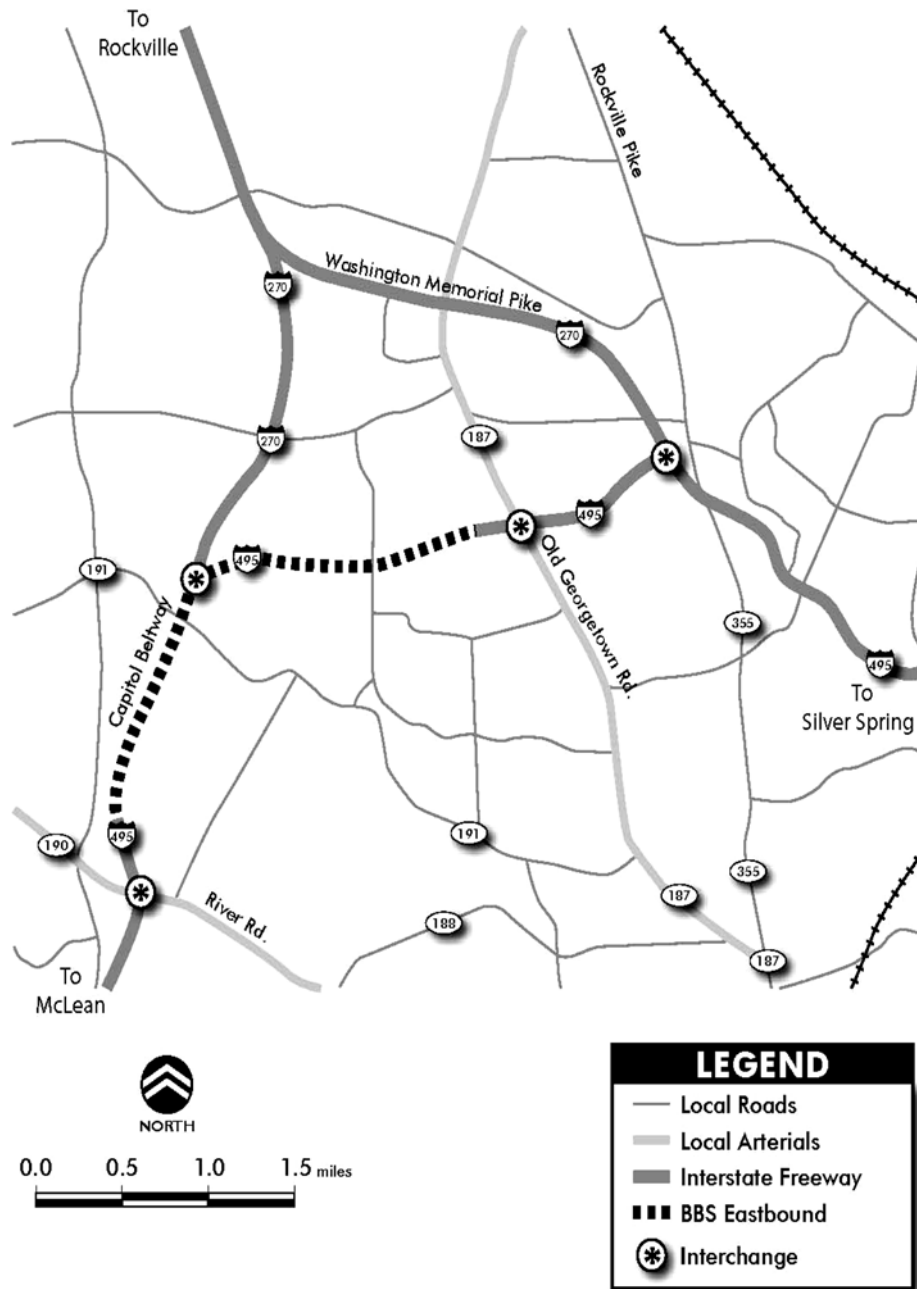 To
Rockville
Rockville Pike
Washington Memorial Pike
270
270
270
187
495
495
Old Georgetown Rd.
191
Capitol Beltway
355
495
To
Silver Spring
495
190
191
355
187
River Rd.
188
187
To
McLean
NORTH
0.0 0.5 1.0 1.5 miles
LEGEND
Local Roads
Local Arterials
Interstate Freeway
BBS Eastbound
Interchange